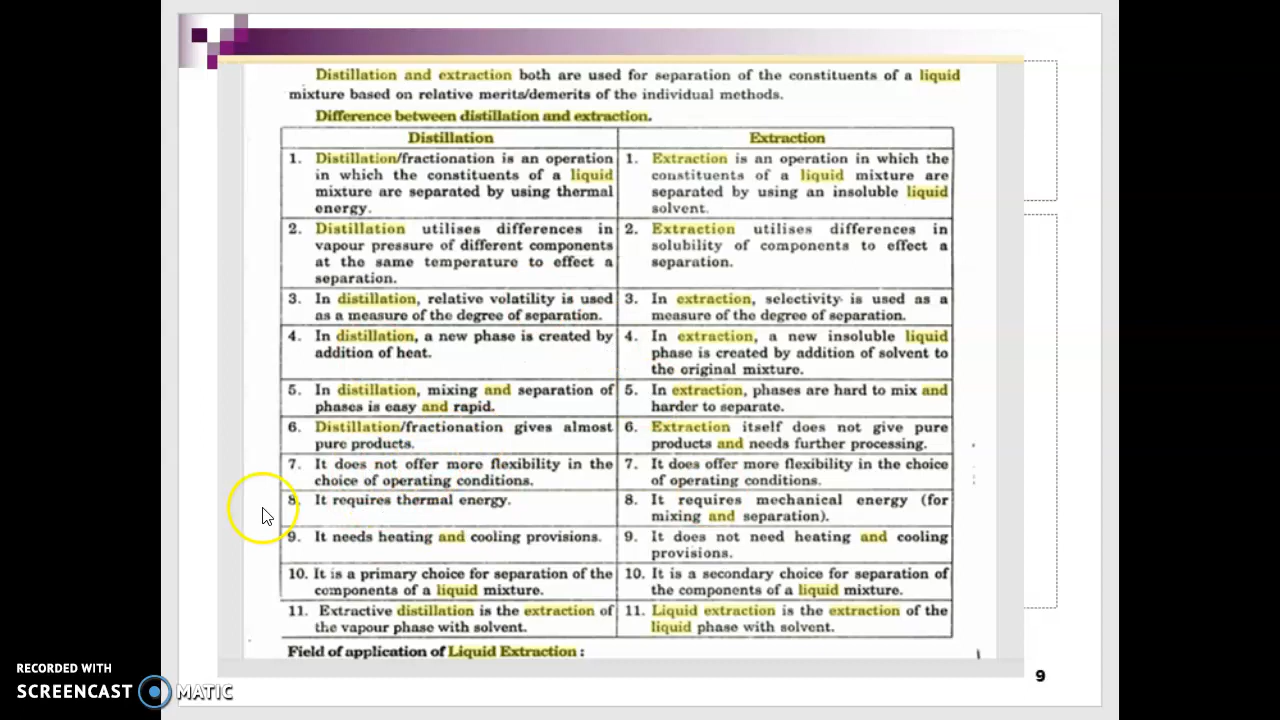 Distillation and extraction both are used for separation of the constituents of a liquid
mixture based on relative merits/demerits of the individual methods.
Difference between distillation and extraction.
Distillation
1. Distillation/fractionation is an operation
in which the constituents of a liquid
mixture are separated by using thermal
energy.
2. Distillation utilises differences in
vapour pressure of different components
at the same temperature to effect a
separation.
3. In distillation, relative volatility is used
as a measure of the degree of separation.
4. In distillation, a new phase is created by
addition of heat.
5. In distillation, mixing and separation of
phases is easy and rapid.
6. Distillation/fractionation gives almost
pure products.
7. It does not offer more flexibility in the
choice of operating conditions.
8. It requires thermal energy.
9. It needs heating and cooling provisions.
10. It is a primary choice for separation of the
components of a liquid mixture.
11. Extractive distillation is the extraction of
the vapour phase with solvent.
Extraction
1. Extraction is an operation in which the
constituents of a liquid mixture are
separated by using an insoluble liquid
solvent.
2. Extraction utilises differences in
solubility of components to effect a
separation.
3. In extraction, selectivity is used as a
measure of the degree of separation.
4. In extraction, a new insoluble liquid
phase is created by addition of solvent to
the original mixture.
5. In extraction, phases are hard to mix and
harder to separate.
6. Extraction itself does not give pure
products and needs further processing.
7. It does offer more flexibility in the choice
of operating conditions.
8. It requires mechanical energy (for
mixing and separation).
9. It does not need heating and cooling
provisions.
10. It is a secondary choice for separation of
the components of a liquid mixture.
11. Liquid extraction is the extraction of the
liquid phase with solvent.
Field of application of Liquid Extraction :
9
RECORDED WITH
SCREENCAST MATIC